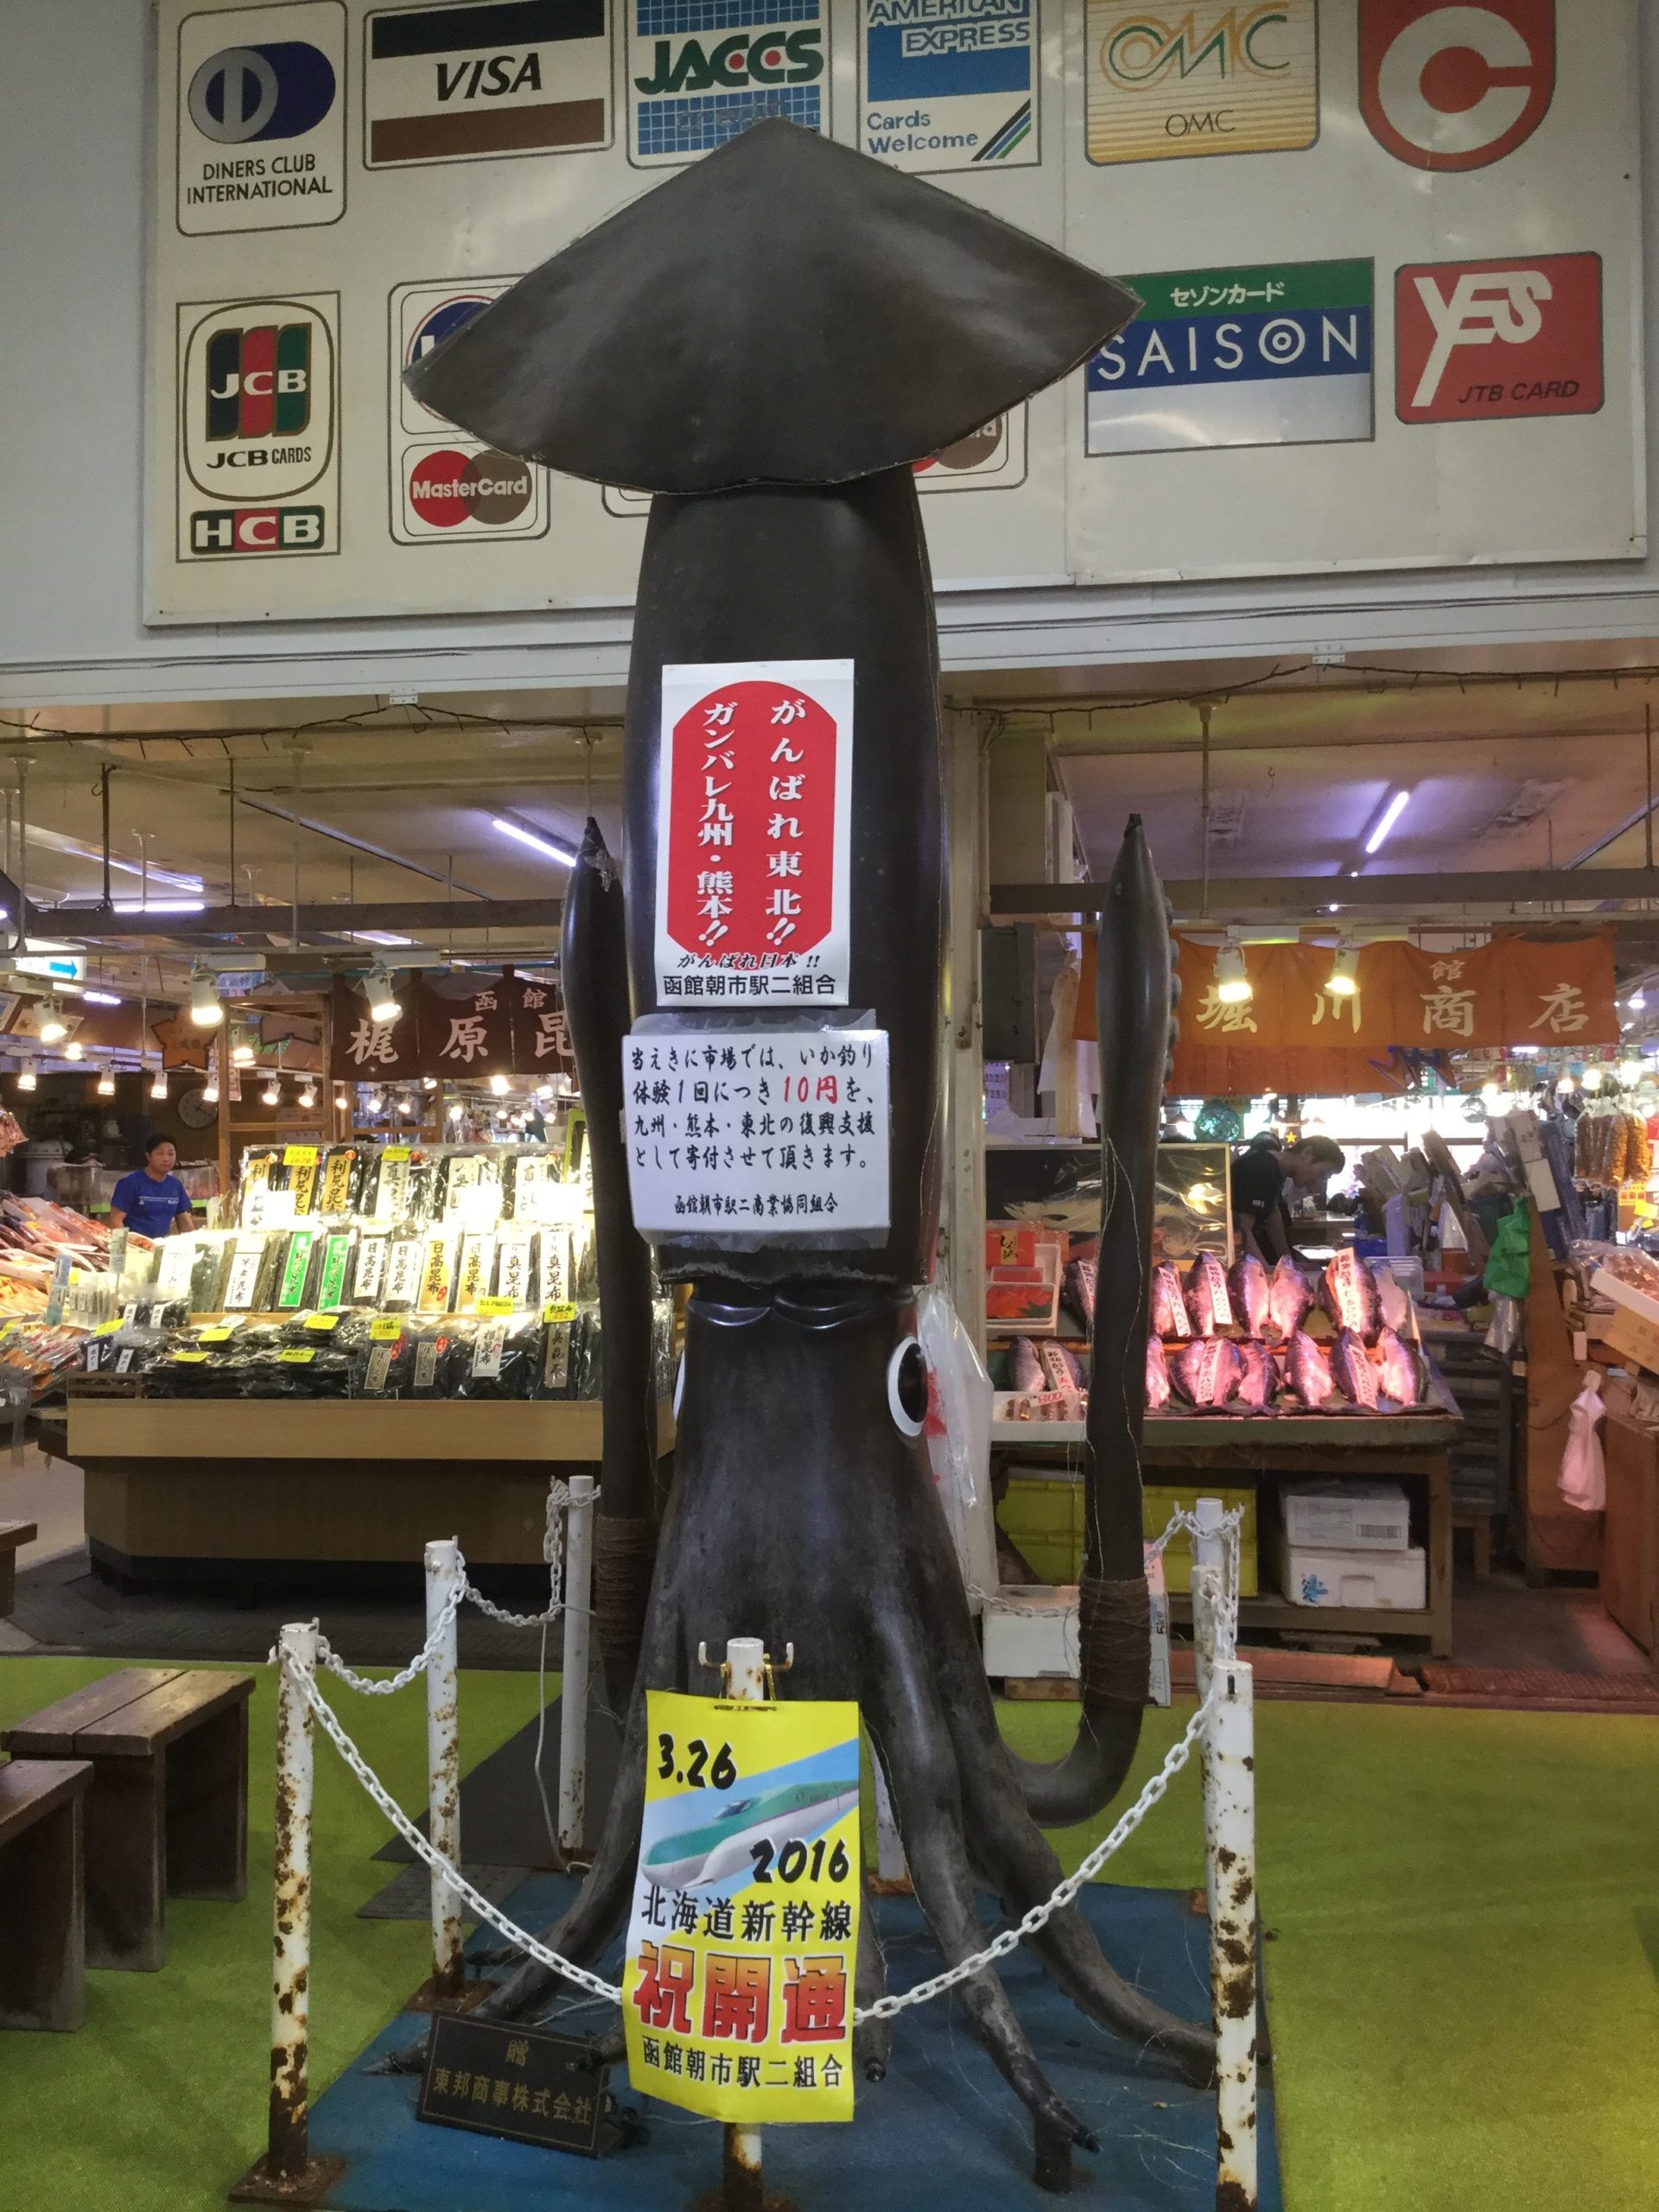 DINERS CLUB
INTERNATIONAL
VISA
JACCS
AMERICAN
EXPRESS
Cards
Welcome
OMC
OMC
C
JCB
JCB CARDS
HCB
MasterCard
セゾンカード
SAISON
YES
JTB CARD
がんばれ東北!!
ガンバレ九州・熊本!!
がんばれ日本!!
函館朝市駅二組合
当えきに市場では、いか釣り
体験1回につき10円を、
九州・熊本・東北の復興支援
として寄付させて頂きます。
函館朝市駅二商業協同組合
函館
梶原昆
館
堀川商店
利尻昆
日高昆布
真昆布
3.26
2016
北海道新幹線
祝開通
函館朝市駅二組合
贈
東邦商事株式会社